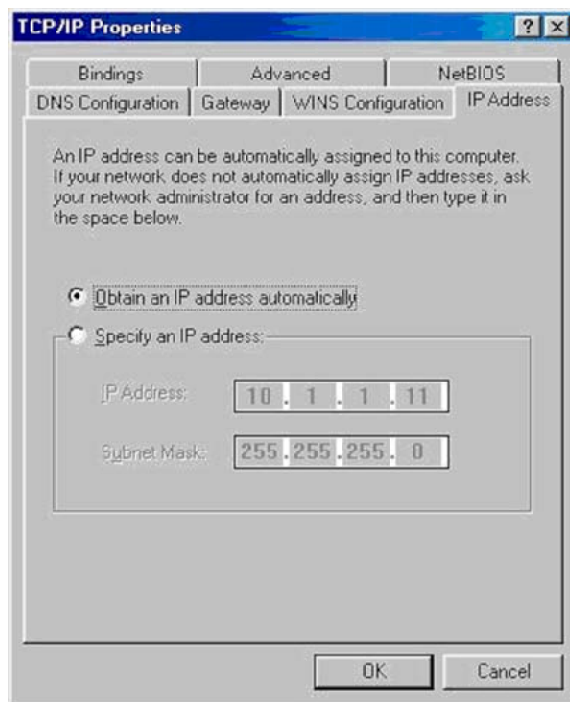 TCP/IP Properties
? x
Bindings Advanced NetBIOS
DNS Configuration Gateway WINS Configuration IP Address
An IP address can be automatically assigned to this computer.
If your network does not automatically assign IP addresses, ask
your network administrator for an address, and then type it in
the space below.
Obtain an IP address automatically
Specify an IP address:
IP Address: 10 . 1 . 1 . 11
Subnet Mask: 255 . 255 . 255 . 0
OK Cancel